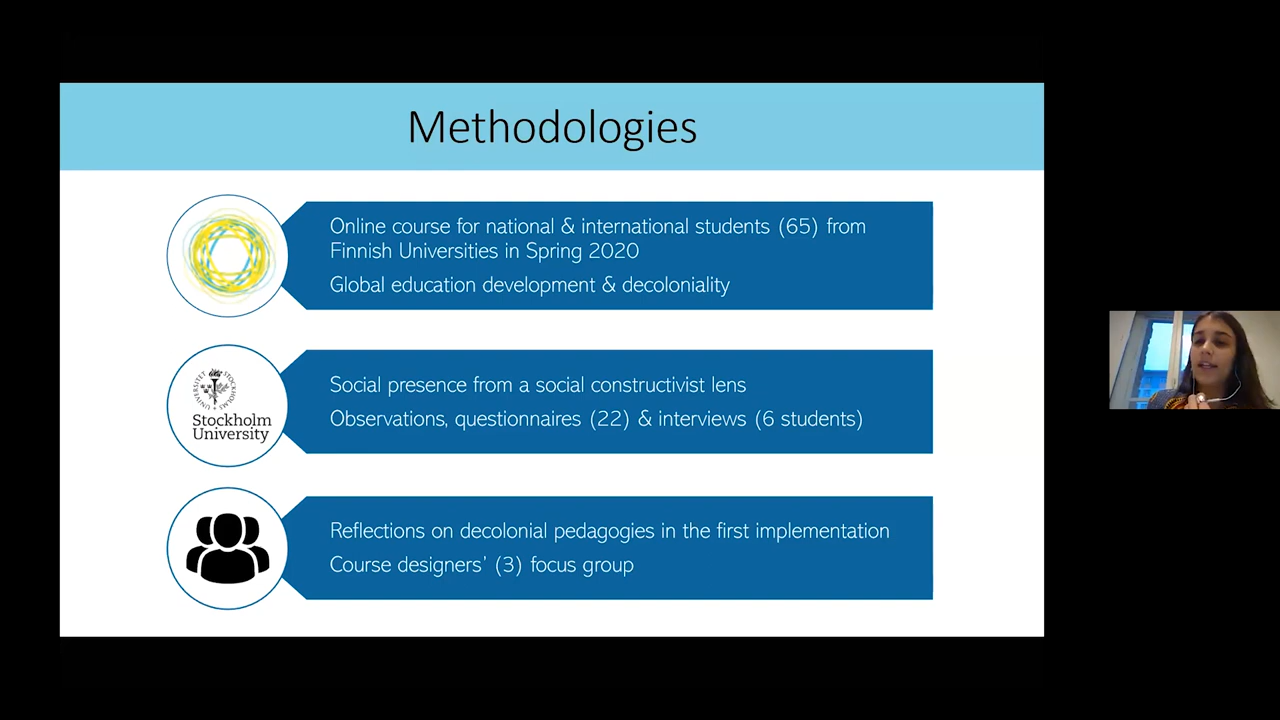 Methodologies
Online course for national & international students (65) from
Finnish Universities in Spring 2020
Global education development & decoloniality
Social presence from a social constructivist lens
Observations, questionnaires (22) & interviews (6 students)
STOCKHOLMS UNIVERSITET
Stockholm
University
Reflections on decolonial pedagogies in the first implementation
Course designers' (3) focus group